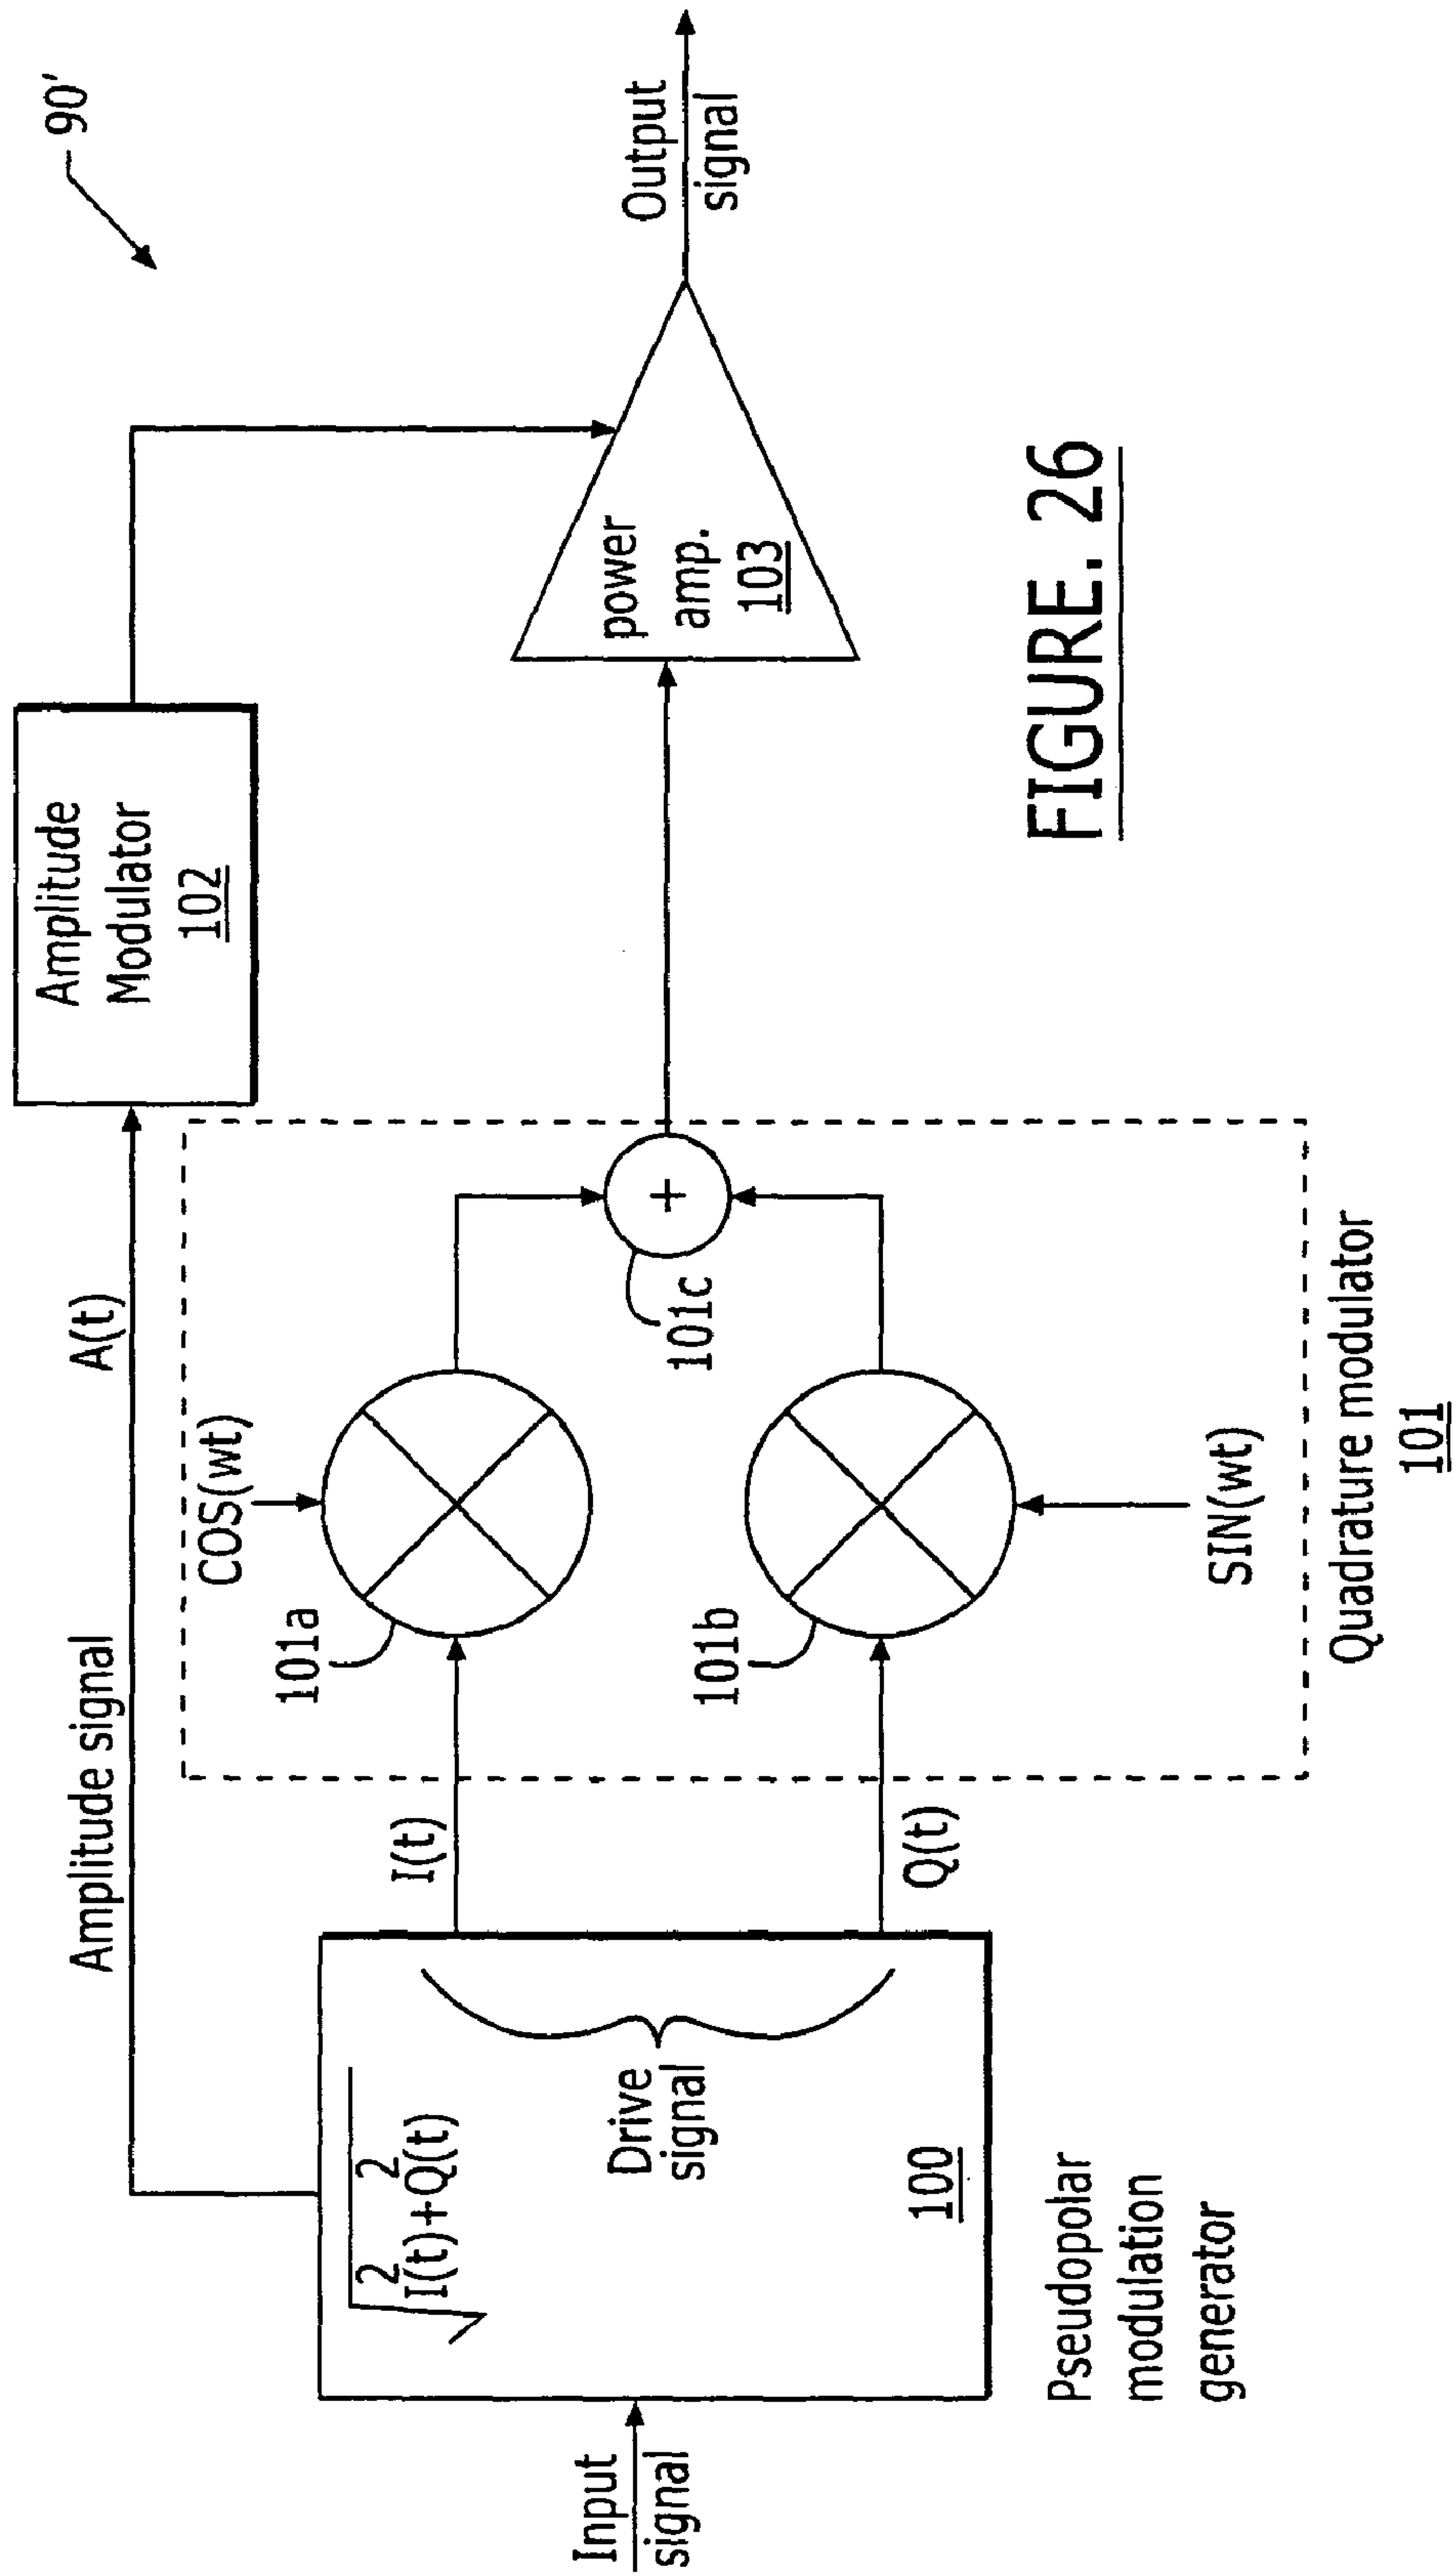 90'
Amplitude signal
A(t)
Amplitude
Modulator
102
Input
signal
√I(t)²+Q(t)²
Drive
signal
100
Pseudopolar
modulation
generator
I(t)
Q(t)
COS(wt)
101a
101b
SIN(wt)
+
101c
Quadrature modulator
101
power
amp.
103
Output
signal
FIGURE. 26